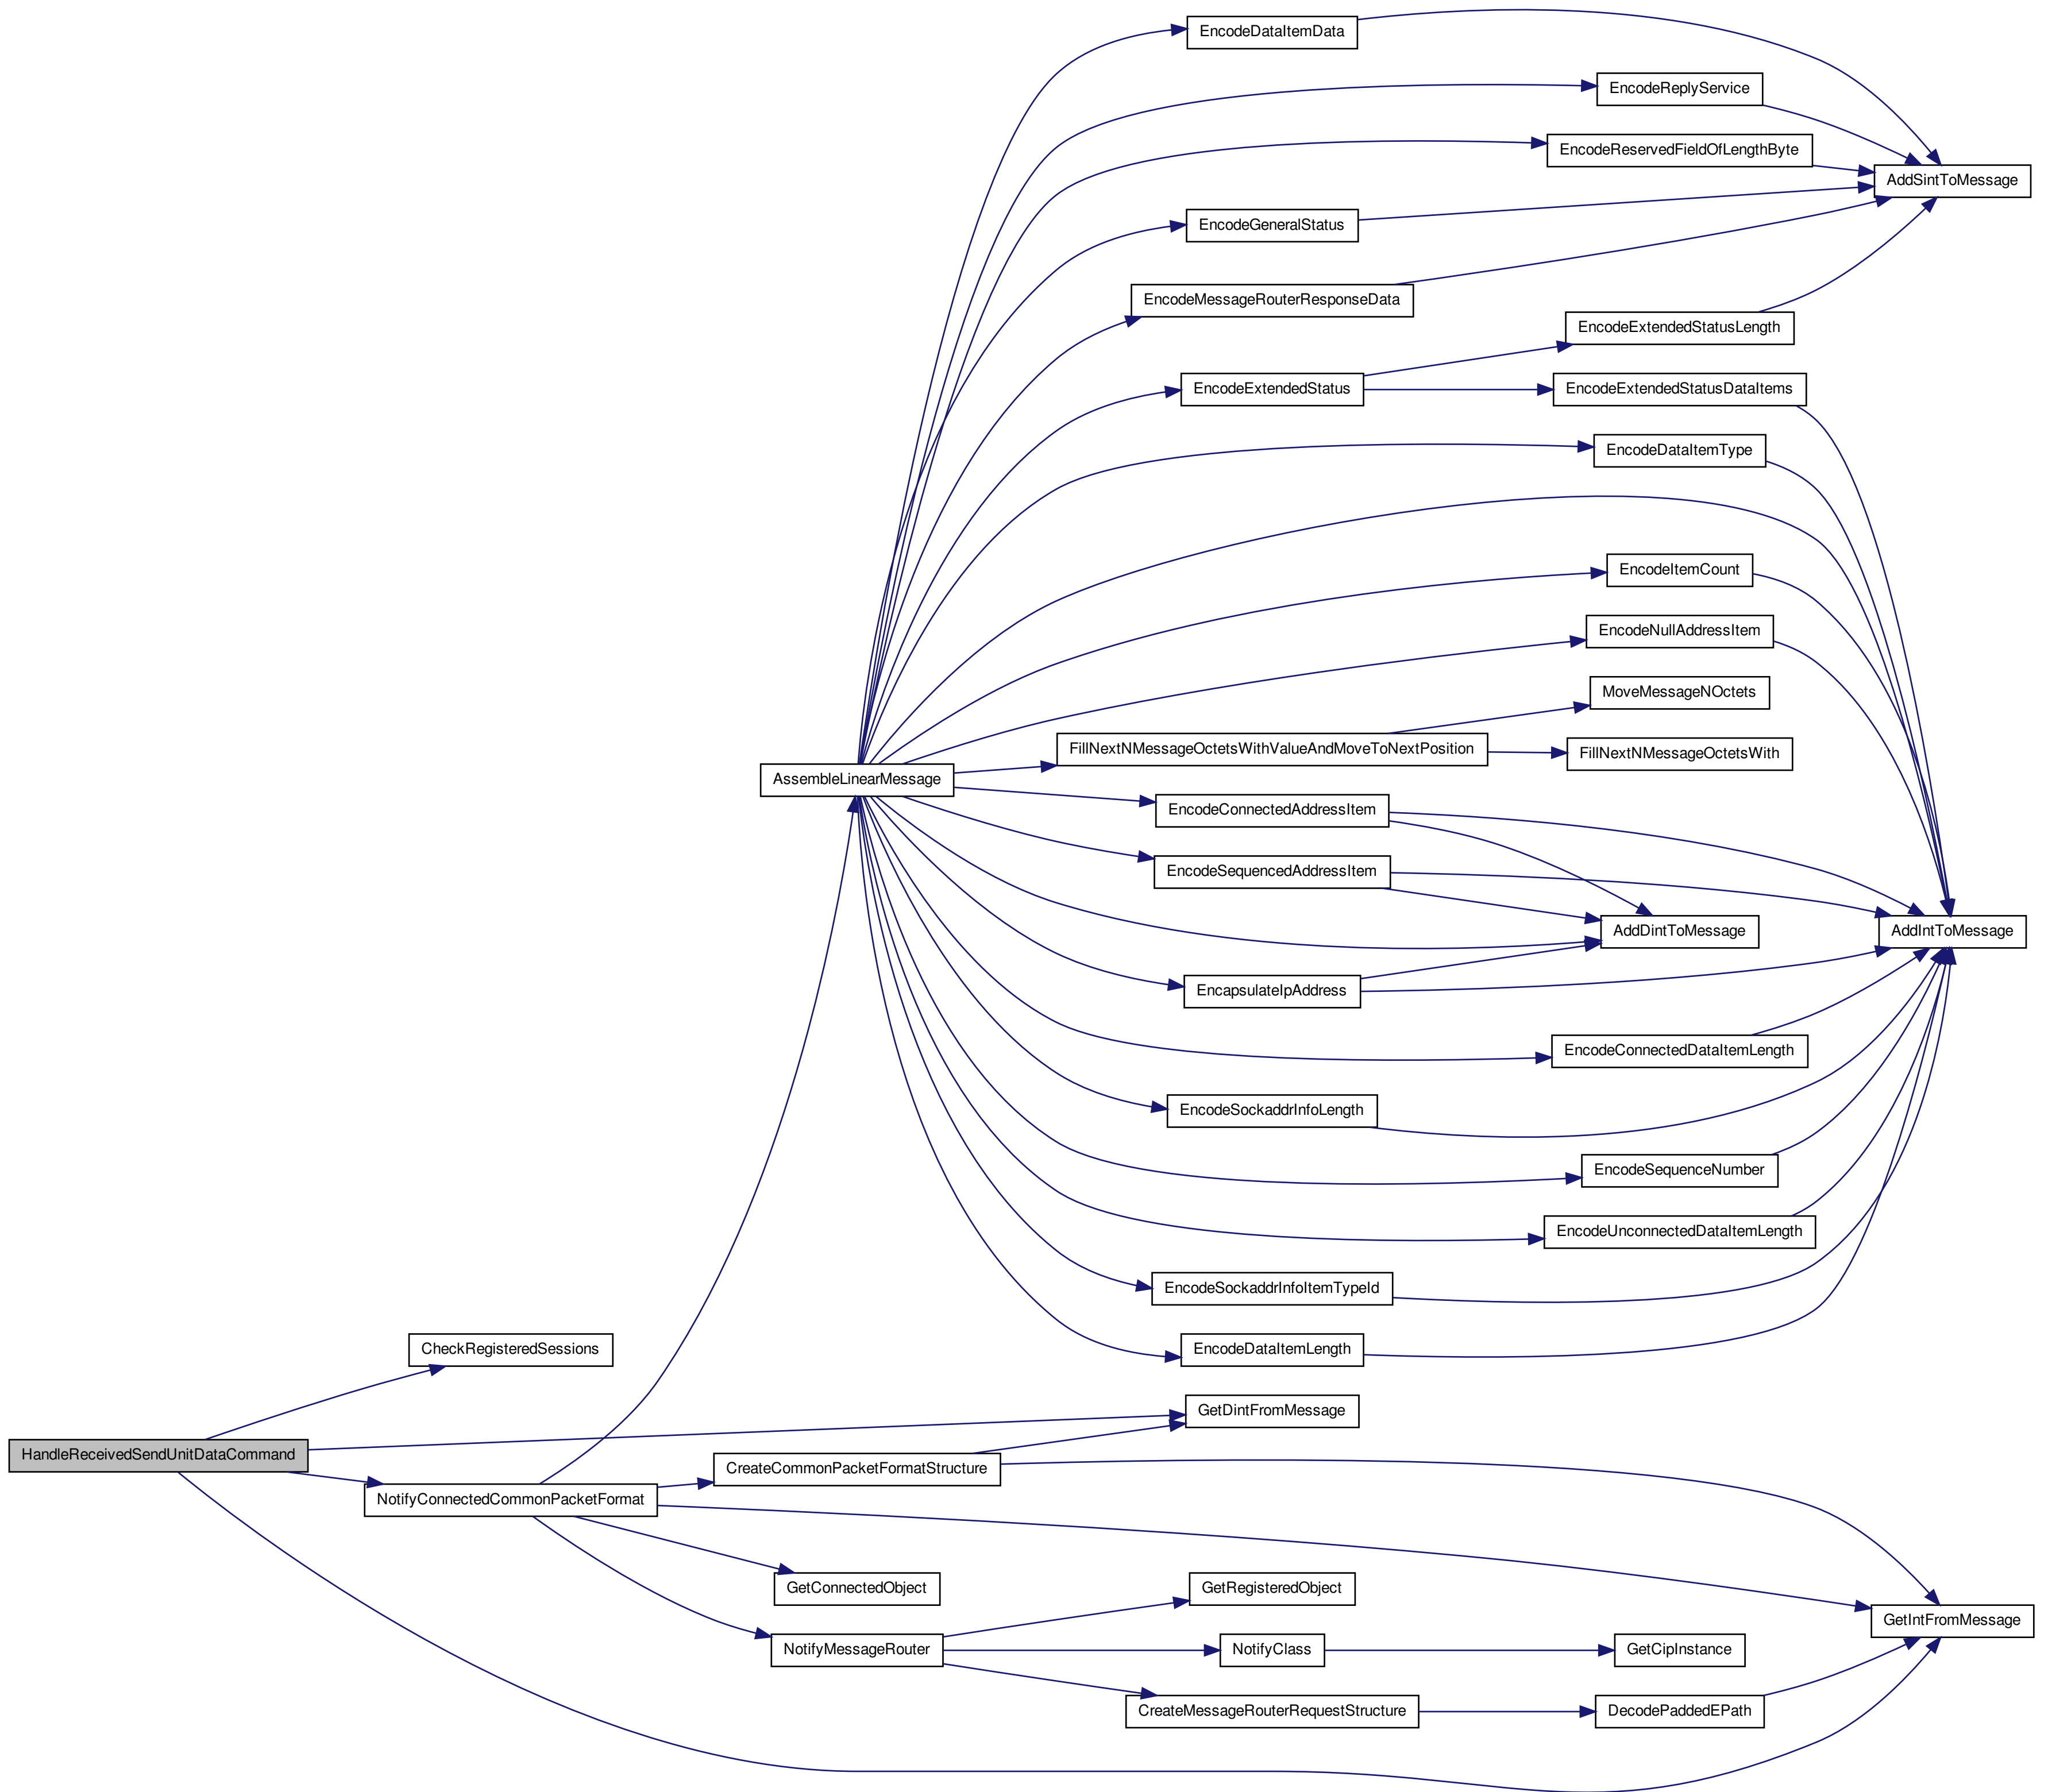 EncodeDataItemData
EncodeReplyService
EncodeReservedFieldOfLengthByte
AddSintToMessage
EncodeGeneralStatus
EncodeMessageRouterResponseData
EncodeExtendedStatusLength
EncodeExtendedStatus
EncodeExtendedStatusDataItems
EncodeDataItemType
EncodeItemCount
EncodeNullAddressItem
MoveMessageNOctets
FillNextNMessageOctetsWithValueAndMoveToNextPosition
FillNextNMessageOctetsWith
AssembleLinearMessage
EncodeConnectedAddressItem
EncodeSequencedAddressItem
AddDintToMessage
AddIntToMessage
EncapsulateIpAddress
EncodeConnectedDataItemLength
EncodeSockaddrInfoLength
EncodeSequenceNumber
EncodeUnconnectedDataItemLength
EncodeSockaddrInfoItemTypeId
EncodeDataItemLength
CheckRegisteredSessions
GetDintFromMessage
HandleReceivedSendUnitDataCommand
CreateCommonPacketFormatStructure
NotifyConnectedCommonPacketFormat
GetConnectedObject
GetRegisteredObject
GetIntFromMessage
NotifyMessageRouter
NotifyClass
GetCipInstance
CreateMessageRouterRequestStructure
DecodePaddedEPath